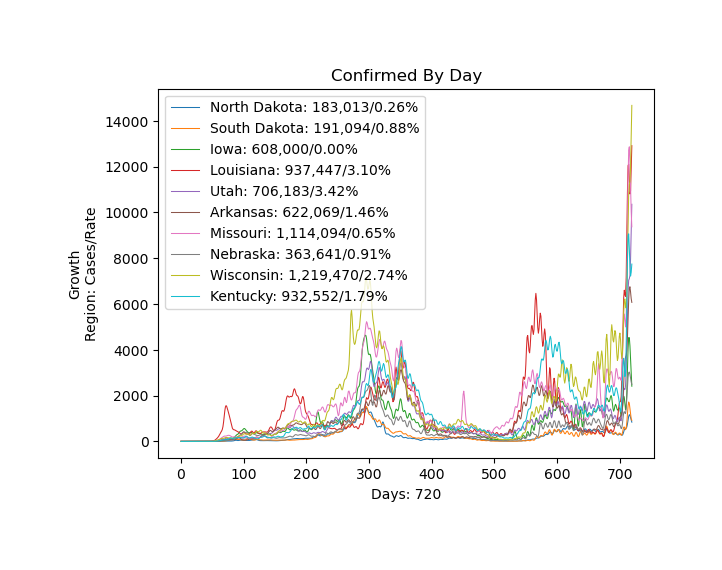 Confirmed By Day
North Dakota: 183,013/0.26%
South Dakota: 191,094/0.88%
Iowa: 608,000/0.00%
Louisiana: 937,447/3.10%
Utah: 706,183/3.42%
Arkansas: 622,069/1.46%
Missouri: 1,114,094/0.65%
Nebraska: 363,641/0.91%
Wisconsin: 1,219,470/2.74%
Kentucky: 932,552/1.79%
14000
12000
10000
8000
6000
4000
2000
0
Growth
Region: Cases/Rate
0 100 200 300 400 500 600 700
Days: 720